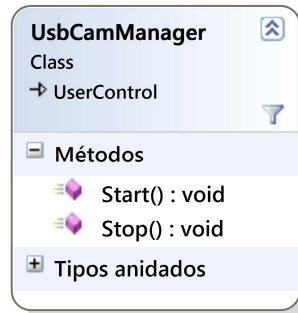 UsbCamManager
Class
UserControl
Métodos
Start() : void
Stop() : void
Tipos anidados